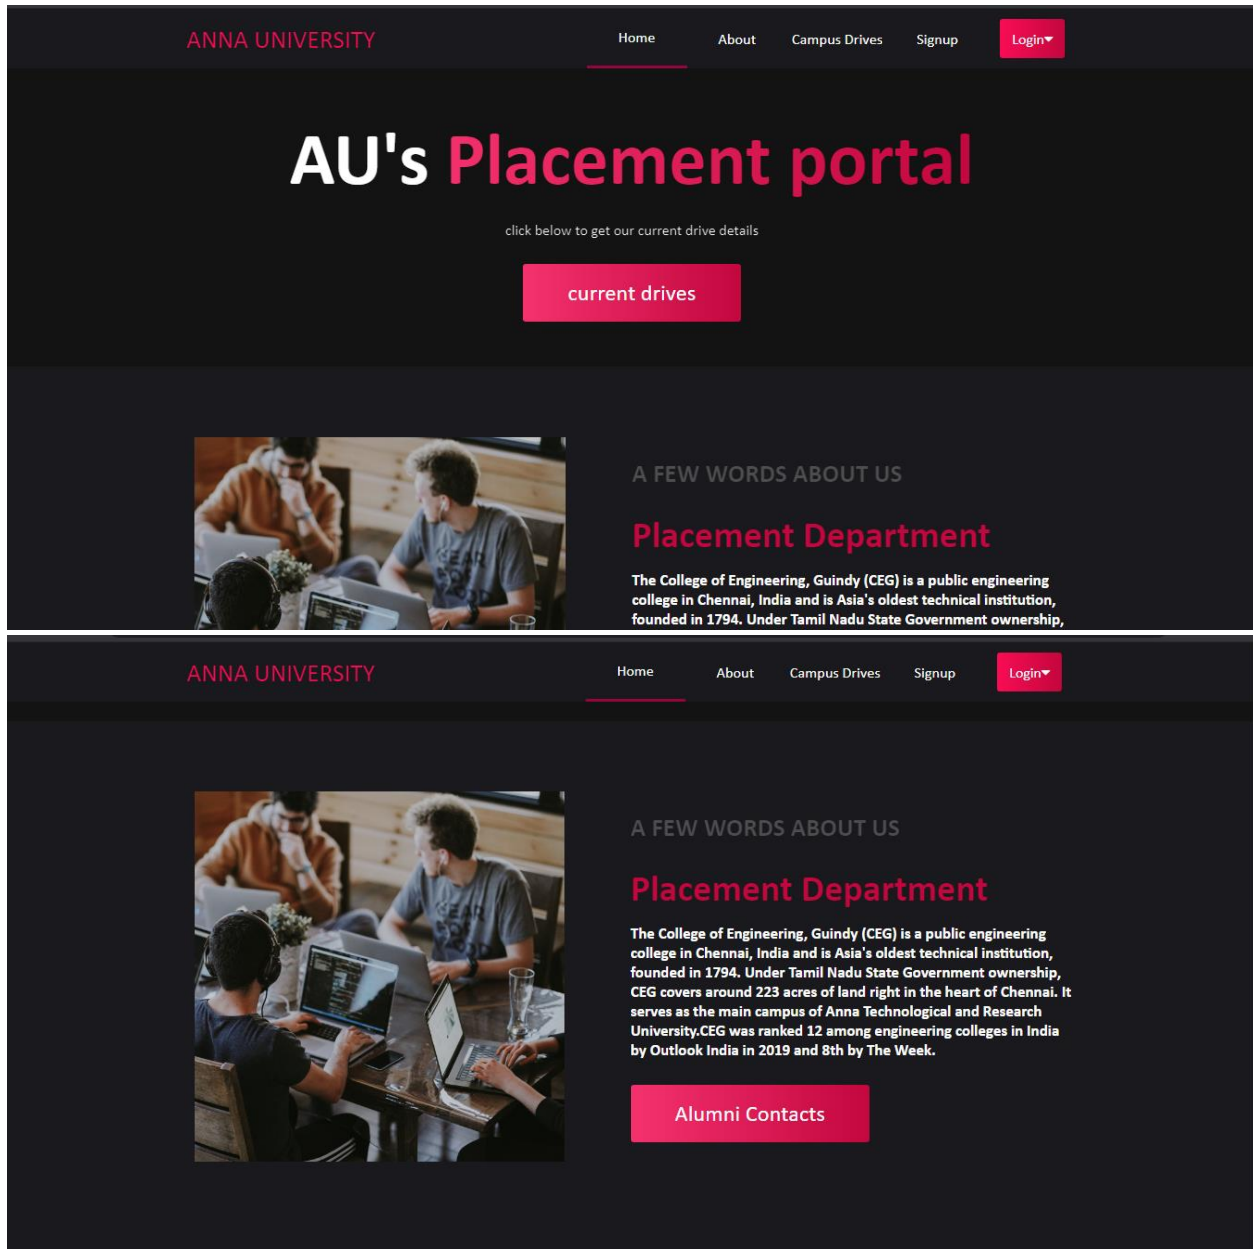 ANNA UNIVERSITY
Home
About
Campus Drives
Signup
Login
AU's Placement portal
click below to get our current drive details
current drives
A FEW WORDS ABOUT US
Placement Department
The College of Engineering, Guindy (CEG) is a public engineering
college in Chennai, India and is Asia's oldest technical institution,
founded in 1794. Under Tamil Nadu State Government ownership,
ANNA UNIVERSITY
Home
About
Campus Drives
Signup
Login
A FEW WORDS ABOUT US
Placement Department
The College of Engineering, Guindy (CEG) is a public engineering
college in Chennai, India and is Asia's oldest technical institution,
founded in 1794. Under Tamil Nadu State Government ownership,
CEG covers around 223 acres of land right in the heart of Chennai. It
serves as the main campus of Anna Technological and Research
University.CEG was ranked 12 among engineering colleges in India
by Outlook India in 2019 and 8th by The Week.
Alumni Contacts